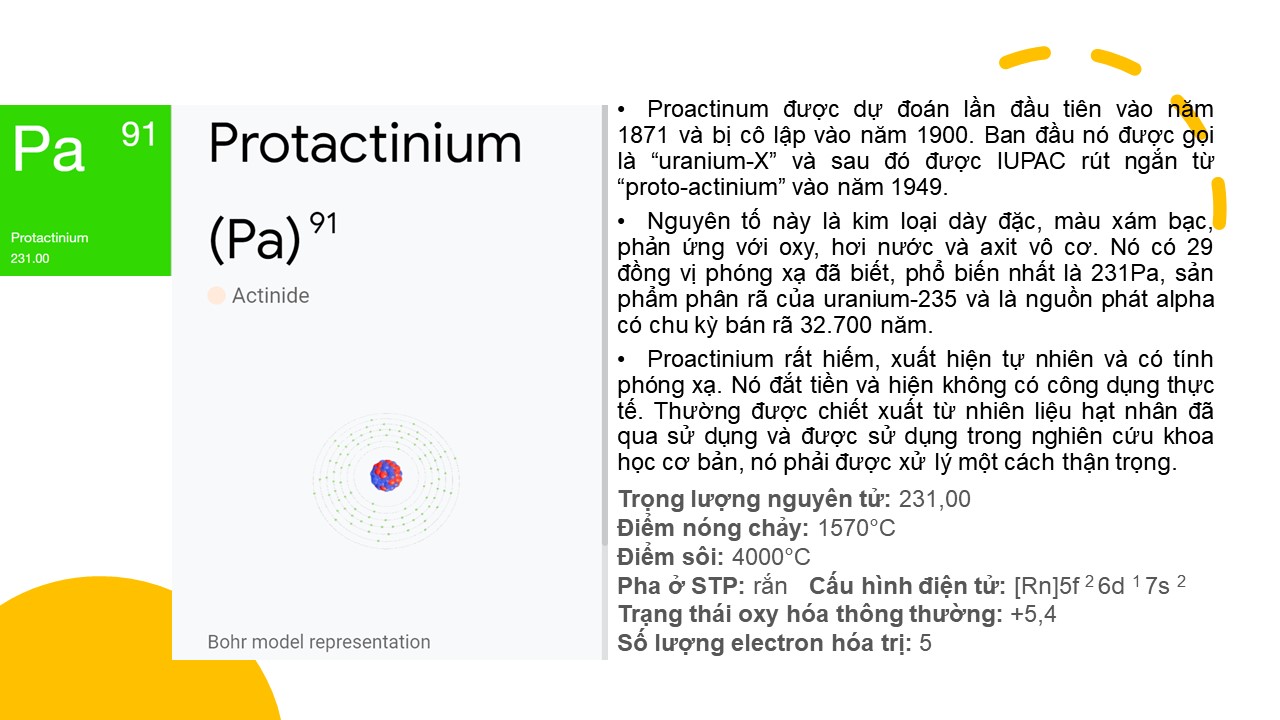 Pa 91
Protactinium
231.00
Protactinium
(Pa) 91
Actinide
Bohr model representation
• Proactinum được dự đoán lần đầu tiên vào năm
1871 và bị cô lập vào năm 1900. Ban đầu nó được gọi
là “uranium-X” và sau đó được IUPAC rút ngắn từ
“proto-actinium” vào năm 1949.
• Nguyên tố này là kim loại dày đặc, màu xám bạc,
phản ứng với oxy, hơi nước và axit vô cơ. Nó có 29
đồng vị phóng xạ đã biết, phổ biến nhất là 231Pa, sản
phẩm phân rã của uranium-235 và là nguồn phát alpha
có chu kỳ bán rã 32.700 năm.
• Proactinium rất hiếm, xuất hiện tự nhiên và có tính
phóng xạ. Nó đắt tiền và hiện không có công dụng thực
tế. Thường được chiết xuất từ nhiên liệu hạt nhân đã
qua sử dụng và được sử dụng trong nghiên cứu khoa
học cơ bản, nó phải được xử lý một cách thận trọng.
Trọng lượng nguyên tử: 231,00
Điểm nóng chảy: 1570°C
Điểm sôi: 4000°C
Pha ở STP: rắn Cấu hình điện tử: [Rn]5f 2 6d 1 7s 2
Trạng thái oxy hóa thông thường: +5,4
Số lượng electron hóa trị: 5